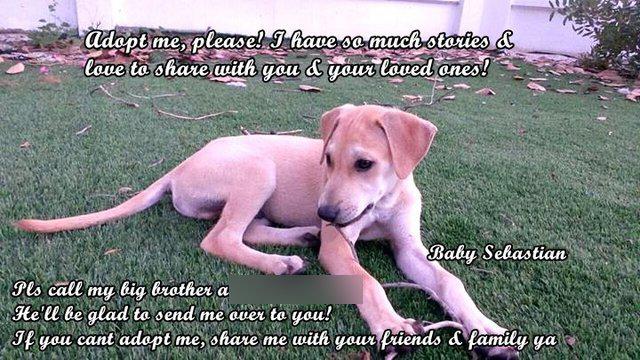 Adopt me, please! I have so much stories &
love to share with you & your loved ones!
Baby Sebastian
Pls call my big brother a
He'll be glad to send me over to you!
If you cant adopt me, share me with your friends & family ya